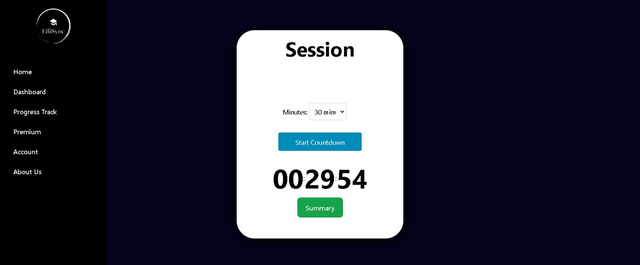 EffiSync
Home
Dashboard
Progress Track
Premium
Account
About Us
Session
Minutes: 30 min
Start Countdown
002954
Summary